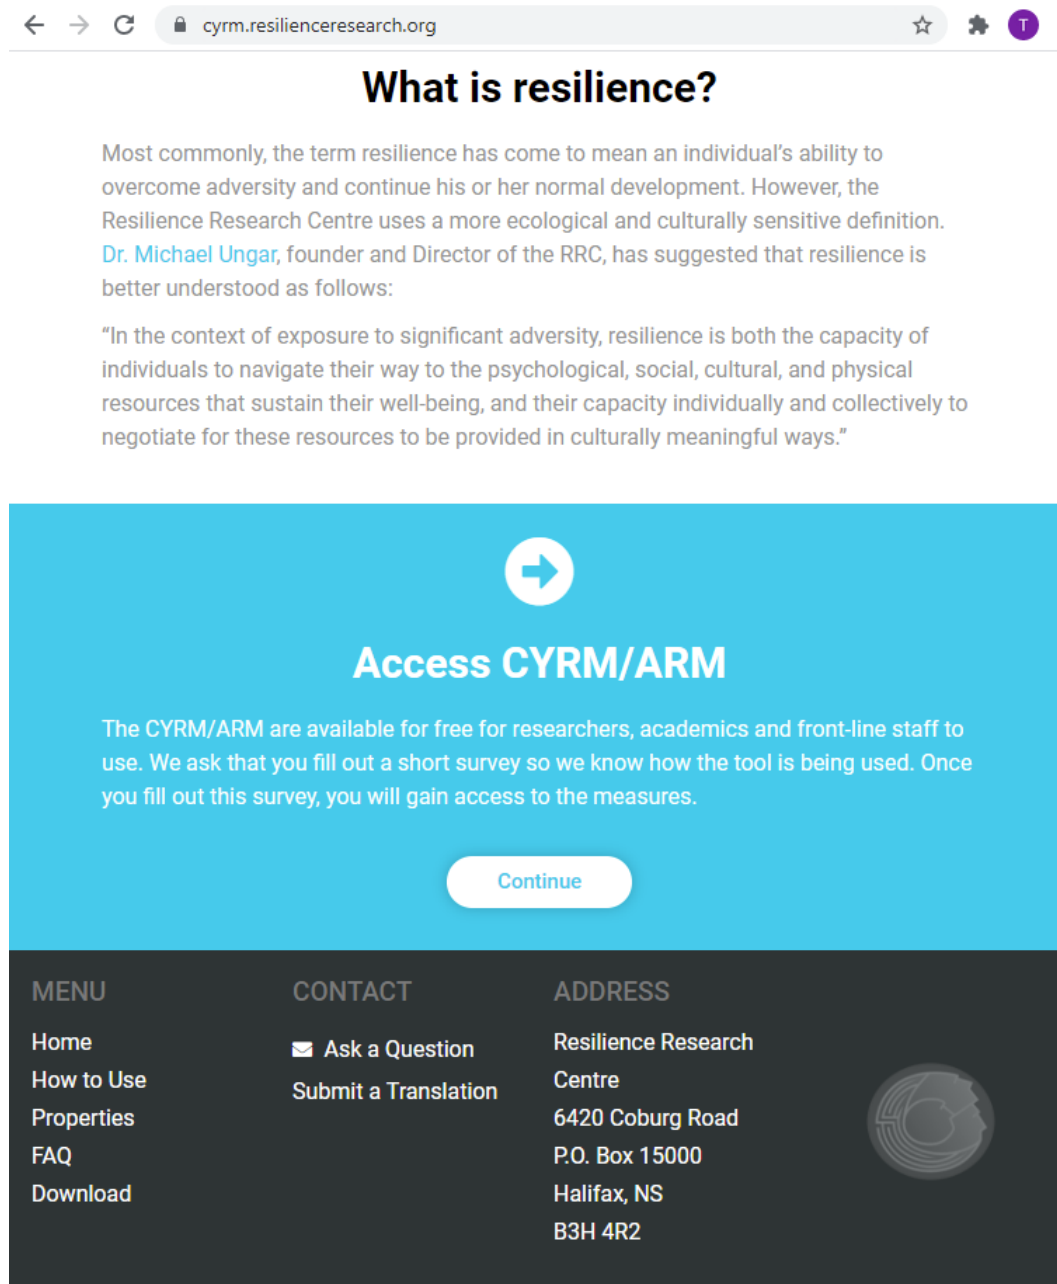 cyrm.resilienceresearch.org
T
What is resilience?
Most commonly, the term resilience has come to mean an individual's ability to
overcome adversity and continue his or her normal development. However, the
Resilience Research Centre uses a more ecological and culturally sensitive definition.
Dr. Michael Ungar, founder and Director of the RRC, has suggested that resilience is
better understood as follows:
“In the context of exposure to significant adversity, resilience is both the capacity of
individuals to navigate their way to the psychological, social, cultural, and physical
resources that sustain their well-being, and their capacity individually and collectively to
negotiate for these resources to be provided in culturally meaningful ways.”
Access CYRM/ARM
The CYRM/ARM are available for free for researchers, academics and front-line staff to
use. We ask that you fill out a short survey so we know how the tool is being used. Once
you fill out this survey, you will gain access to the measures.
Continue
MENU
Home
How to Use
Properties
FAQ
Download
CONTACT
Ask a Question
Submit a Translation
ADDRESS
Resilience Research
Centre
6420 Coburg Road
P.O. Box 15000
Halifax, NS
B3H 4R2